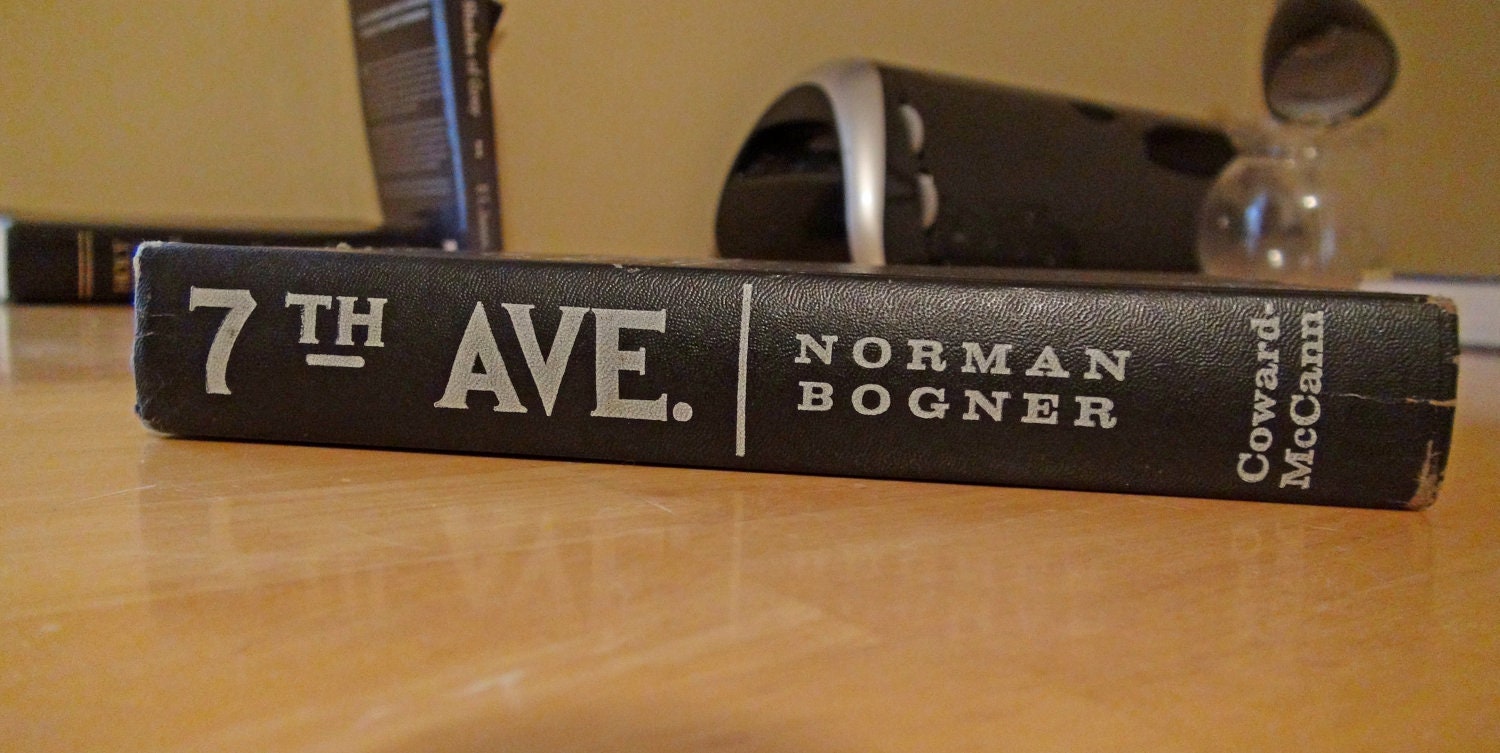 7TH AVE.
NORMAN
BOGNER
Coward-
McCann